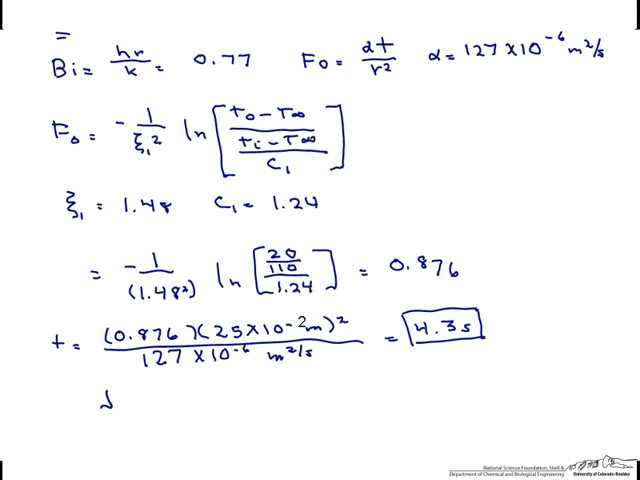 =
Bi = hr/k = 0.77 Fo = αt/r² α = 127 × 10⁻⁶ m²/s
Fo = -1/ξ₁² ln [ ((To - T∞)/(Ti - T∞))/C₁ ]
ξ₁ = 1.48 C₁ = 1.24
= -1/(1.48²) ln [ (20/110)/1.24 ] = 0.876
t = (0.876)(25 × 10⁻²m)²/(127 × 10⁻⁶ m²/s) = 4.3s
National Science Foundation, Shell &
Department of Chemical and Biological Engineering University of Colorado-Boulder